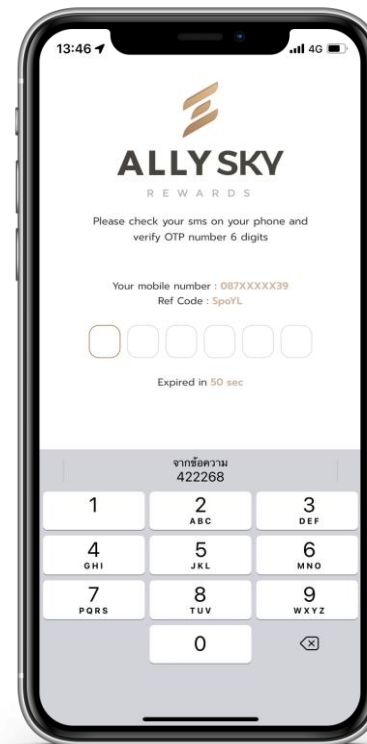 13:46
4G
ALLY SKY
REWARDS
Please check your sms on your phone and
verify OTP number 6 digits
Your mobile number : 087XXXXX39
Ref Code : SpoYL
Expired in 50 sec
จากข้อความ
422268
1 2 3
ABC DEF
4 5 6
GHI JKL MNO
7 8 9
PQRS TUV WXYZ
0